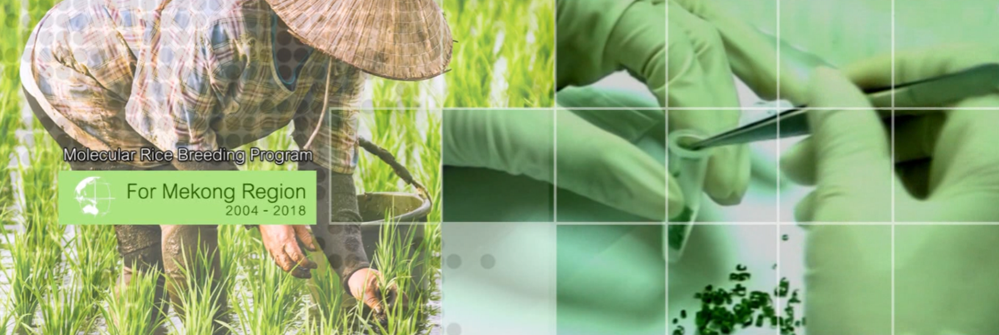 Molecular Rice Breeding Program
For Mekong Region
2004 - 2018